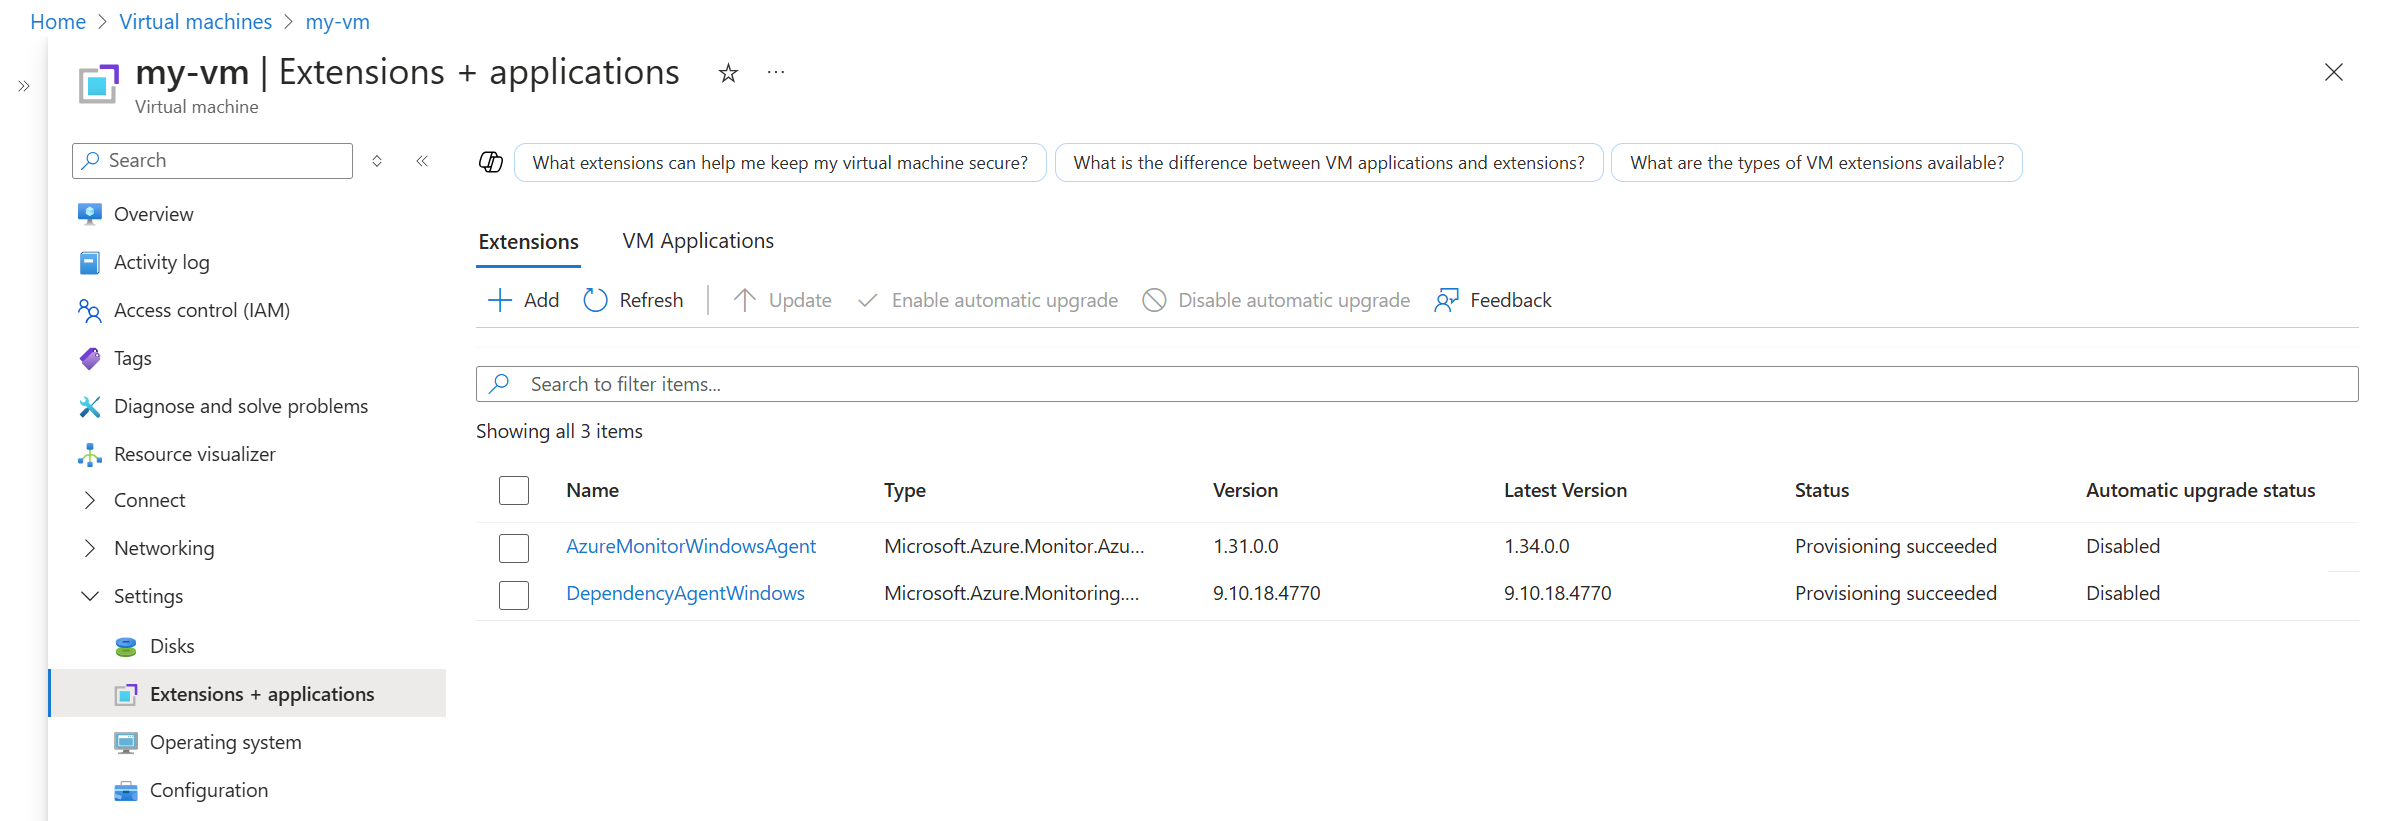 Home > Virtual machines > my-vm
my-vm | Extensions + applications
Virtual machine
Search
What extensions can help me keep my virtual machine secure?
What is the difference between VM applications and extensions?
What are the types of VM extensions available?
Overview
Activity log
Access control (IAM)
Tags
Diagnose and solve problems
Resource visualizer
Connect
Networking
Settings
Disks
Extensions + applications
Operating system
Configuration
Extensions VM Applications
Add Refresh Update Enable automatic upgrade Disable automatic upgrade Feedback
Search to filter items...
Showing all 3 items
Name Type Version Latest Version Status Automatic upgrade status
AzureMonitorWindowsAgent Microsoft.Azure.Monitor.Azu... 1.31.0.0 1.34.0.0 Provisioning succeeded Disabled
DependencyAgentWindows Microsoft.Azure.Monitoring.... 9.10.18.4770 9.10.18.4770 Provisioning succeeded Disabled